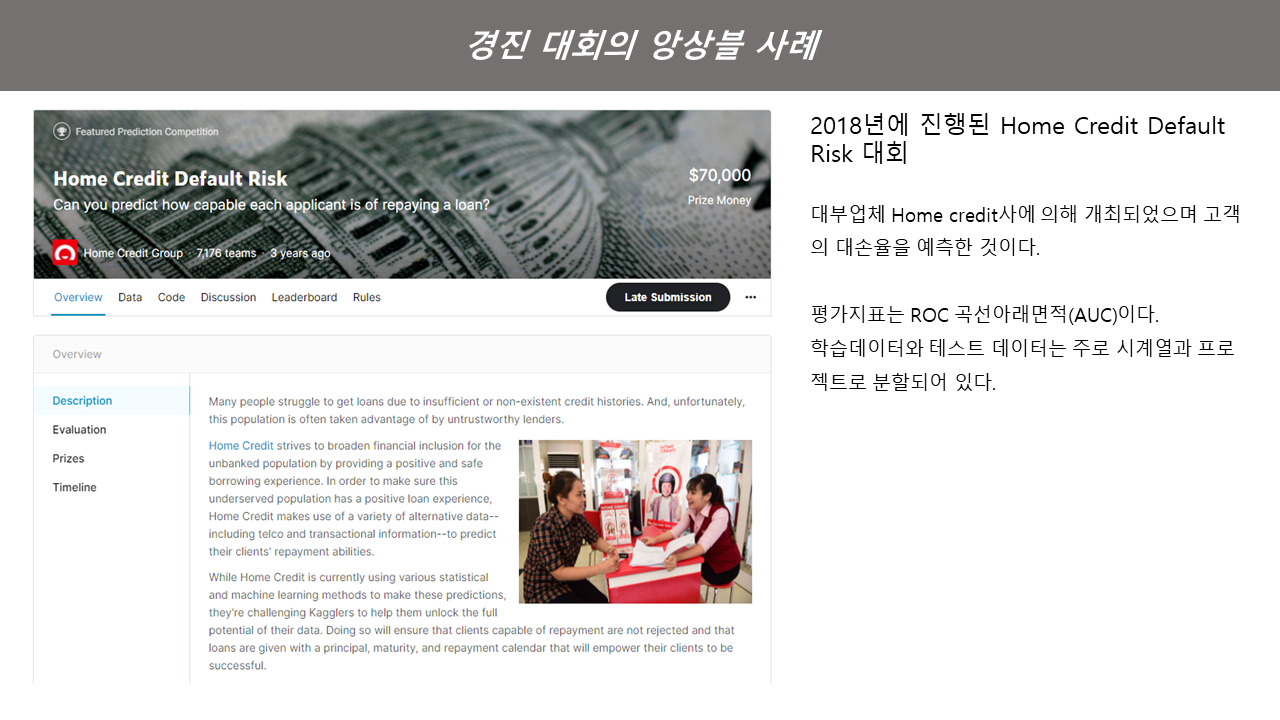 경진 대회의 앙상블 사례
Featured Prediction Competition
Home Credit Default Risk
Can you predict how capable each applicant is of repaying a loan?
$70,000
Prize Money
Home Credit Group · 7,176 teams · 3 years ago
Overview Data Code Discussion Leaderboard Rules Late Submission ···
Overview
Description
Evaluation
Prizes
Timeline
Many people struggle to get loans due to insufficient or non-existent credit histories. And, unfortunately,
this population is often taken advantage of by untrustworthy lenders.
Home Credit strives to broaden financial inclusion for the
unbanked population by providing a positive and safe
borrowing experience. In order to make sure this
underserved population has a positive loan experience,
Home Credit makes use of a variety of alternative data--
including telco and transactional information--to predict
their clients' repayment abilities.
While Home Credit is currently using various statistical
and machine learning methods to make these predictions,
they're challenging Kagglers to help them unlock the full
potential of their data. Doing so will ensure that clients capable of repayment are not rejected and that
loans are given with a principal, maturity, and repayment calendar that will empower their clients to be
successful.
2018년에 진행된 Home Credit Default
Risk 대회
대부업체 Home credit사에 의해 개최되었으며 고객
의 대손율을 예측한 것이다.
평가지표는 ROC 곡선아래면적(AUC)이다.
학습데이터와 테스트 데이터는 주로 시계열과 프로
젝트로 분할되어 있다.